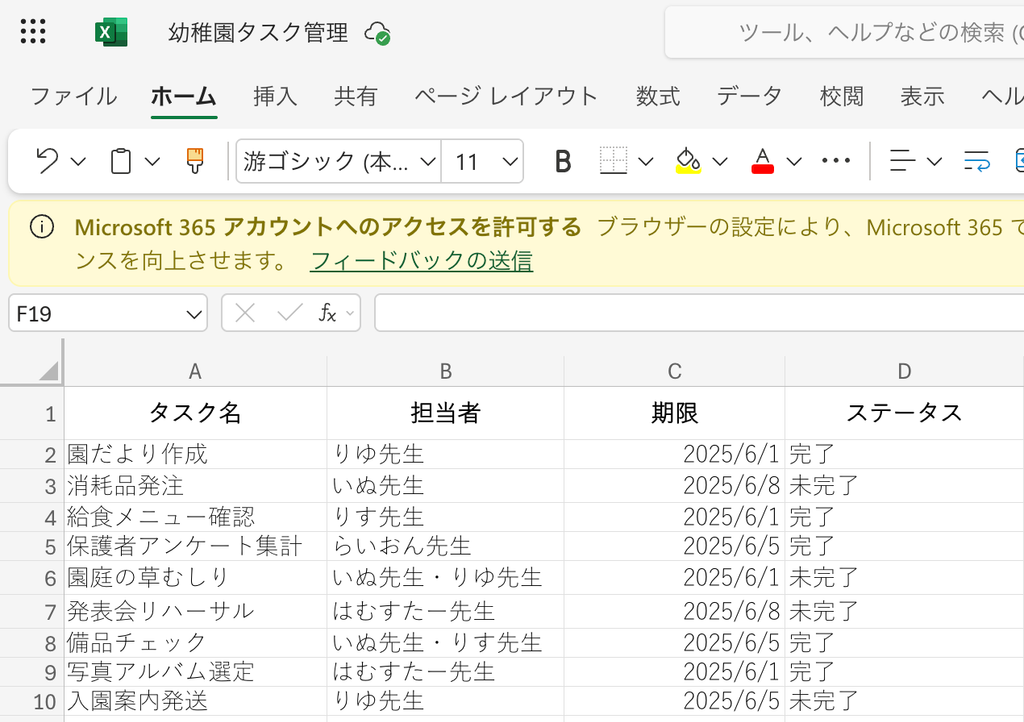 X 幼稚園タスク管理 ツール、ヘルプなどの検索 (
ファイル ホーム 挿入 共有 ページ レイアウト 数式 データ 校閲 表示 ヘル
游ゴシック (本... 11 B A
Microsoft 365 アカウントへのアクセスを許可する ブラウザーの設定により、Microsoft 365 で
ンスを向上させます。 フィードバックの送信
F19 fx
A B C D
1 タスク名 担当者 期限 ステータス
2 園だより作成 りゆ先生 2025/6/1 完了
3 消耗品発注 いぬ先生 2025/6/8 未完了
4 給食メニュー確認 りす先生 2025/6/1 完了
5 保護者アンケート集計 らいおん先生 2025/6/5 完了
6 園庭の草むしり いぬ先生・りゆ先生 2025/6/1 未完了
7 発表会リハーサル はむすたー先生 2025/6/8 未完了
8 備品チェック いぬ先生・りす先生 2025/6/5 完了
9 写真アルバム選定 はむすたー先生 2025/6/1 完了
10 入園案内発送 りゆ先生 2025/6/5 未完了